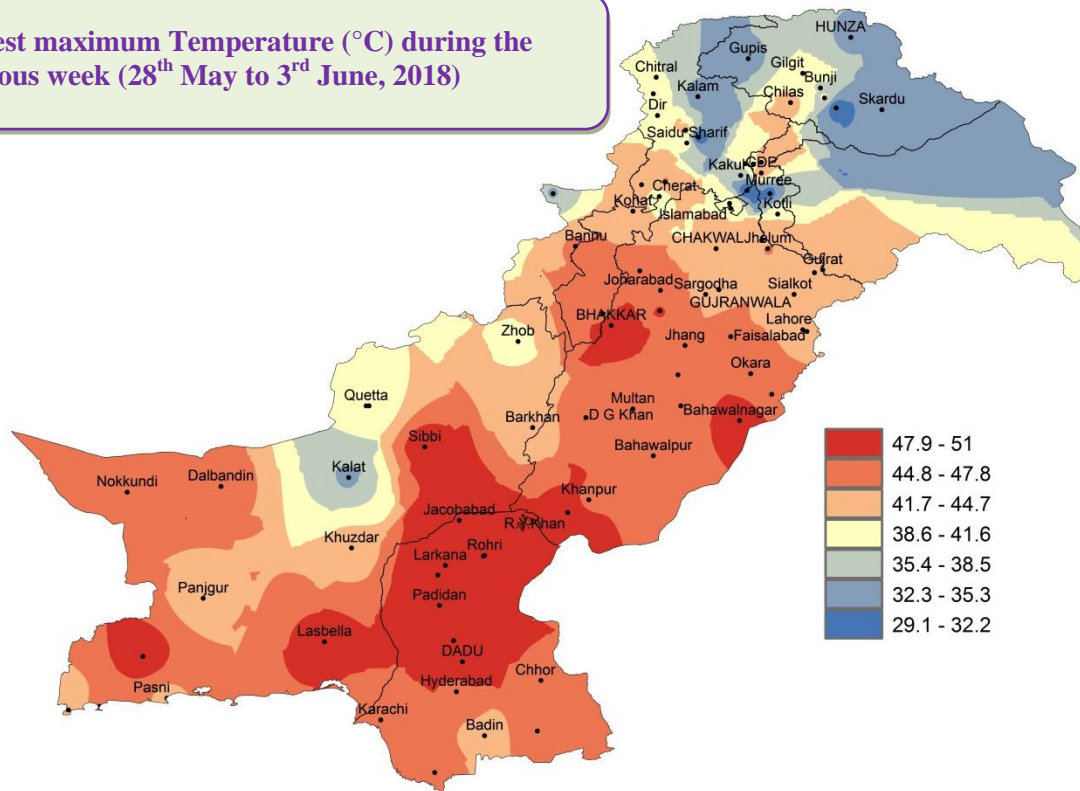 est maximum Temperature (°C) during the
ous week (28th May to 3rd June, 2018)
HUNZA
Gupis
Gilgit
Chitral
Bunji
Kalam
Chilas
Skardu
Dir
Saidu Sharif
Kakul
Murree
Cherat
Kohat
Kotli
Islamabad
Bannu
CHAKWAL
Jhelum
Gujrat
Joharabad
Sargodha
Sialkot
GUJRANWALA
BHAKKAR
Lahore
Zhob
Jhang
Faisalabad
Okara
Quetta
Multan
Bahawalnagar
D G Khan
Barkhan
Sibbi
Bahawalpur
Kalat
Nokkundi
Dalbandin
Khanpur
Jacobabad
R.Y.Khan
Khuzdar
Rohri
Larkana
Panjgur
Padidan
Lasbella
DADU
Chhor
Pasni
Hyderabad
Karachi
Badin
47.9 - 51
44.8 - 47.8
41.7 - 44.7
38.6 - 41.6
35.4 - 38.5
32.3 - 35.3
29.1 - 32.2